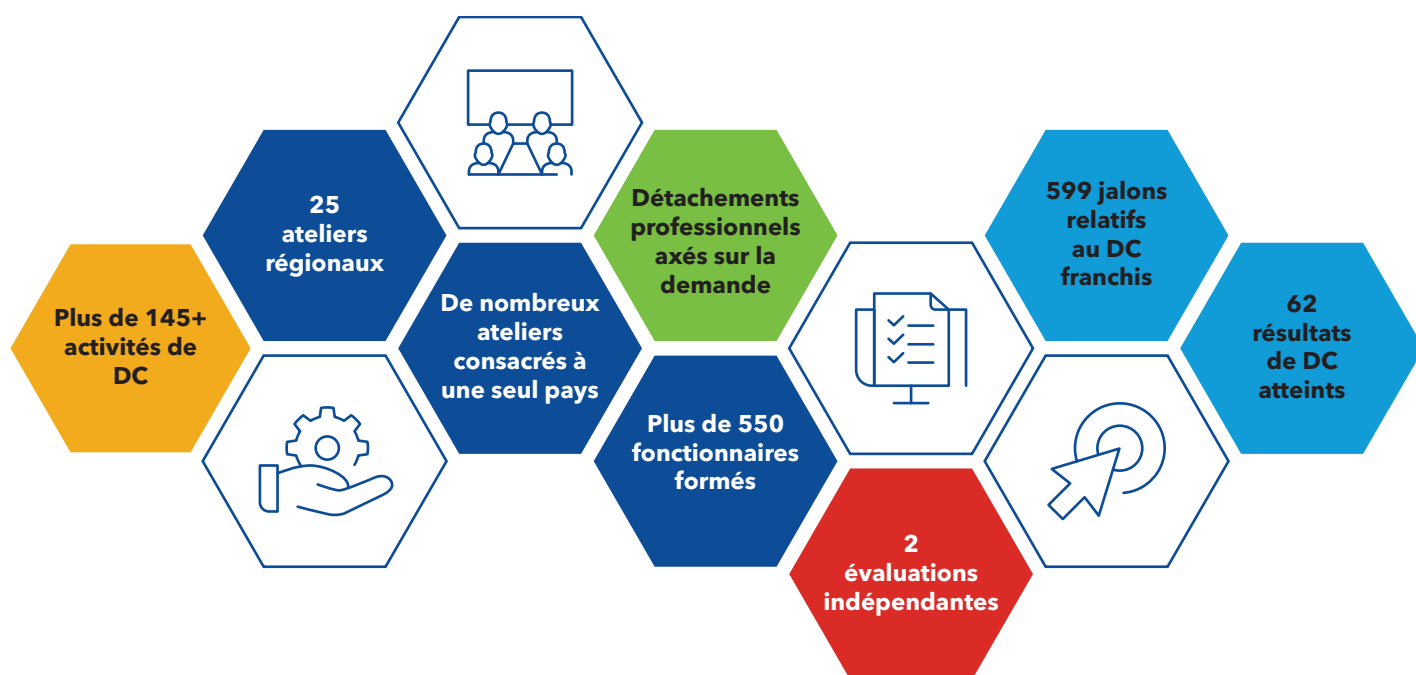 Plus de 145+
activités de
DC
25
ateliers
régionaux
De nombreux
ateliers
consacrés à
une seul pays
Détachements
professionnels
axés sur la
demande
Plus de 550
fonctionnaires
formés
2
évaluations
indépendantes
599 jalons
relatifs
au DC
franchis
62
résultats
de DC
atteints